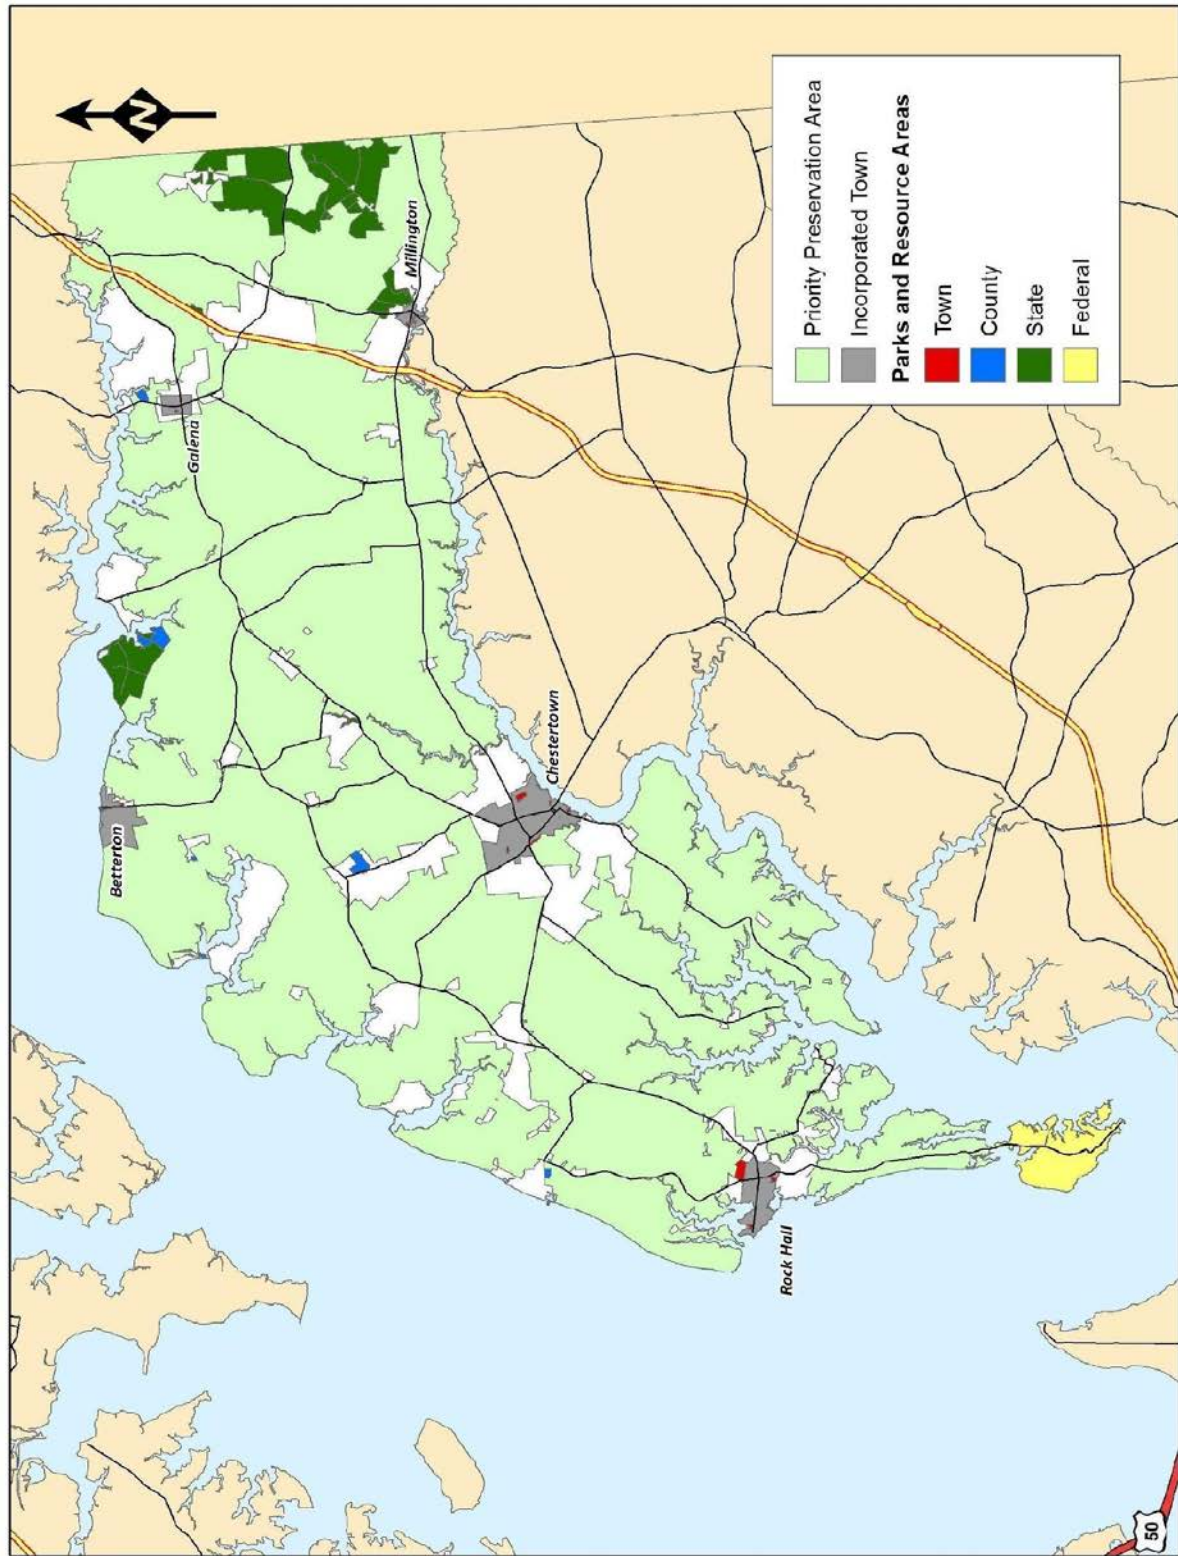 N
Galena
Millington
Betterton
Chestertown
Rock Hall
50
Priority Preservation Area
Incorporated Town
Parks and Resource Areas
Town
County
State
Federal